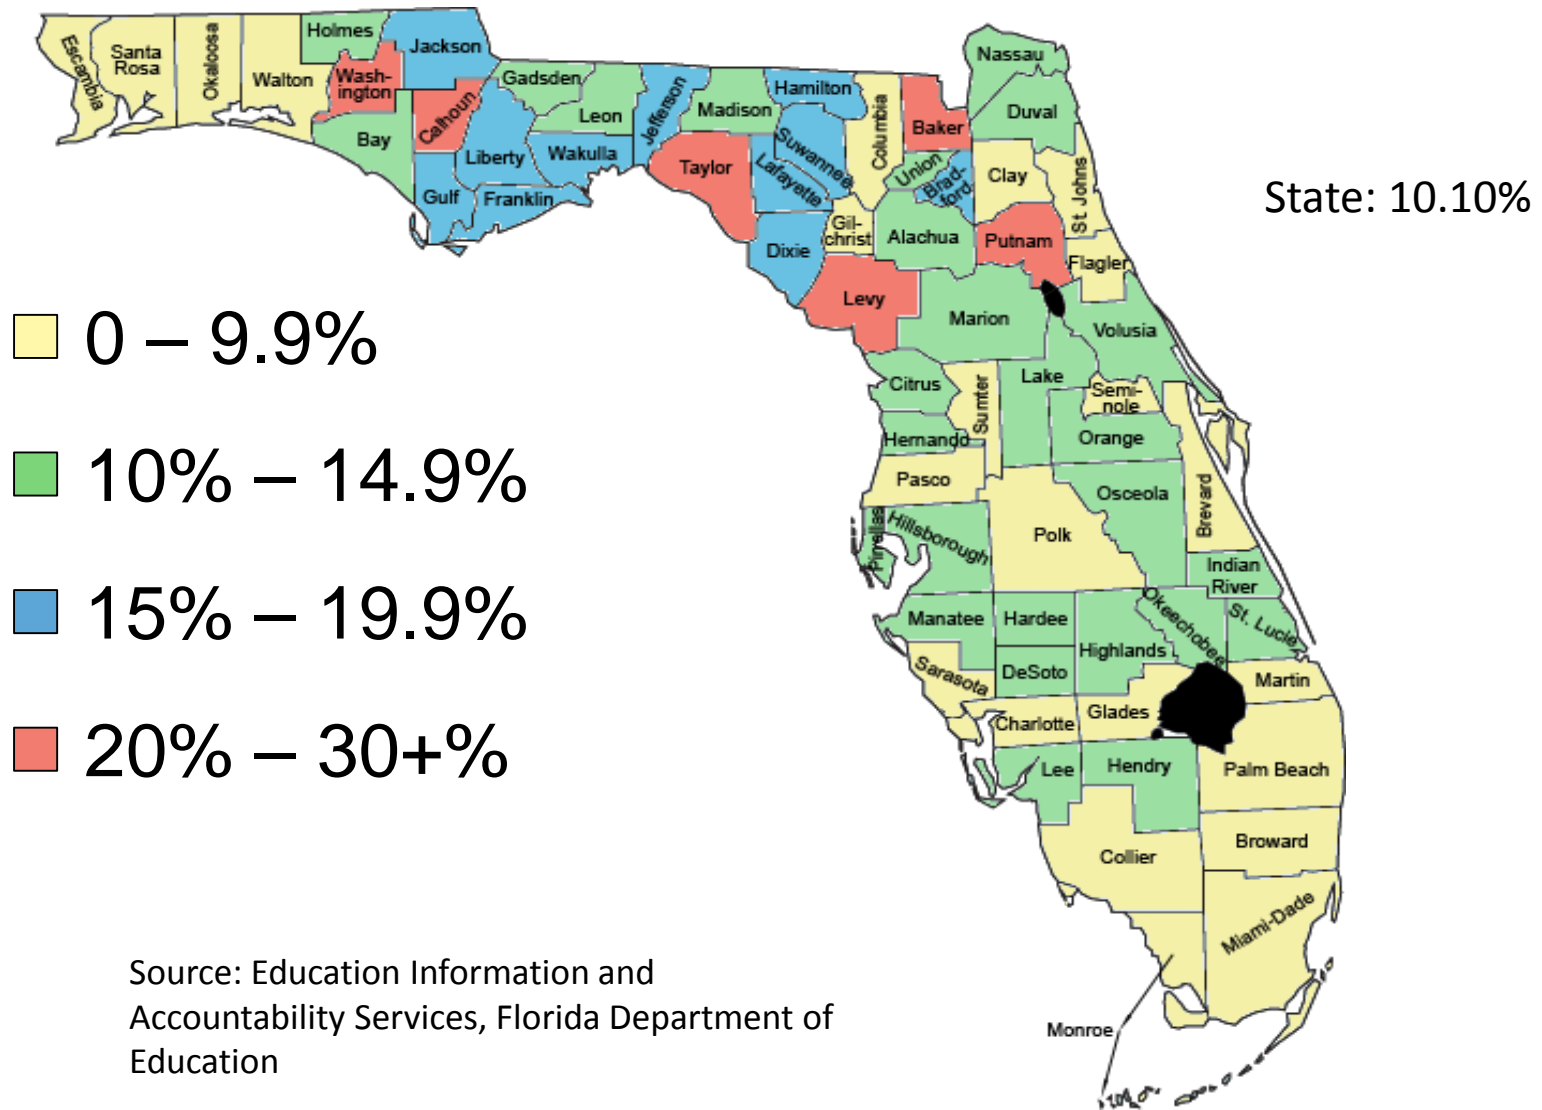 Holmes
Jackson
Escambia
Santa
Rosa
Okaloosa
Walton
Wash-
ington
Calhoun
Gadsden
Leon
Jefferson
Madison
Hamilton
Suwannee
Columbia
Baker
Nassau
Duval
Bay
Liberty
Wakulla
Taylor
Lafayette
Union
Brad-
ford
Clay
St. Johns
Gulf
Franklin
Dixie
Gil-
christ
Alachua
Putnam
Flagler
State: 10.10%
Levy
Marion
Volusia
0 – 9.9%
Citrus
Sumter
Lake
Semi-
nole
Hernando
Orange
10% – 14.9%
Pasco
Osceola
Brevard
Pinellas
Hillsborough
Polk
Indian
River
15% – 19.9%
Manatee
Hardee
Highlands
Okeechobee
St. Lucie
Sarasota
DeSoto
Martin
Charlotte
Glades
20% – 30+%
Lee
Hendry
Palm Beach
Collier
Broward
Miami-Dade
Monroe
Source: Education Information and
Accountability Services, Florida Department of
Education